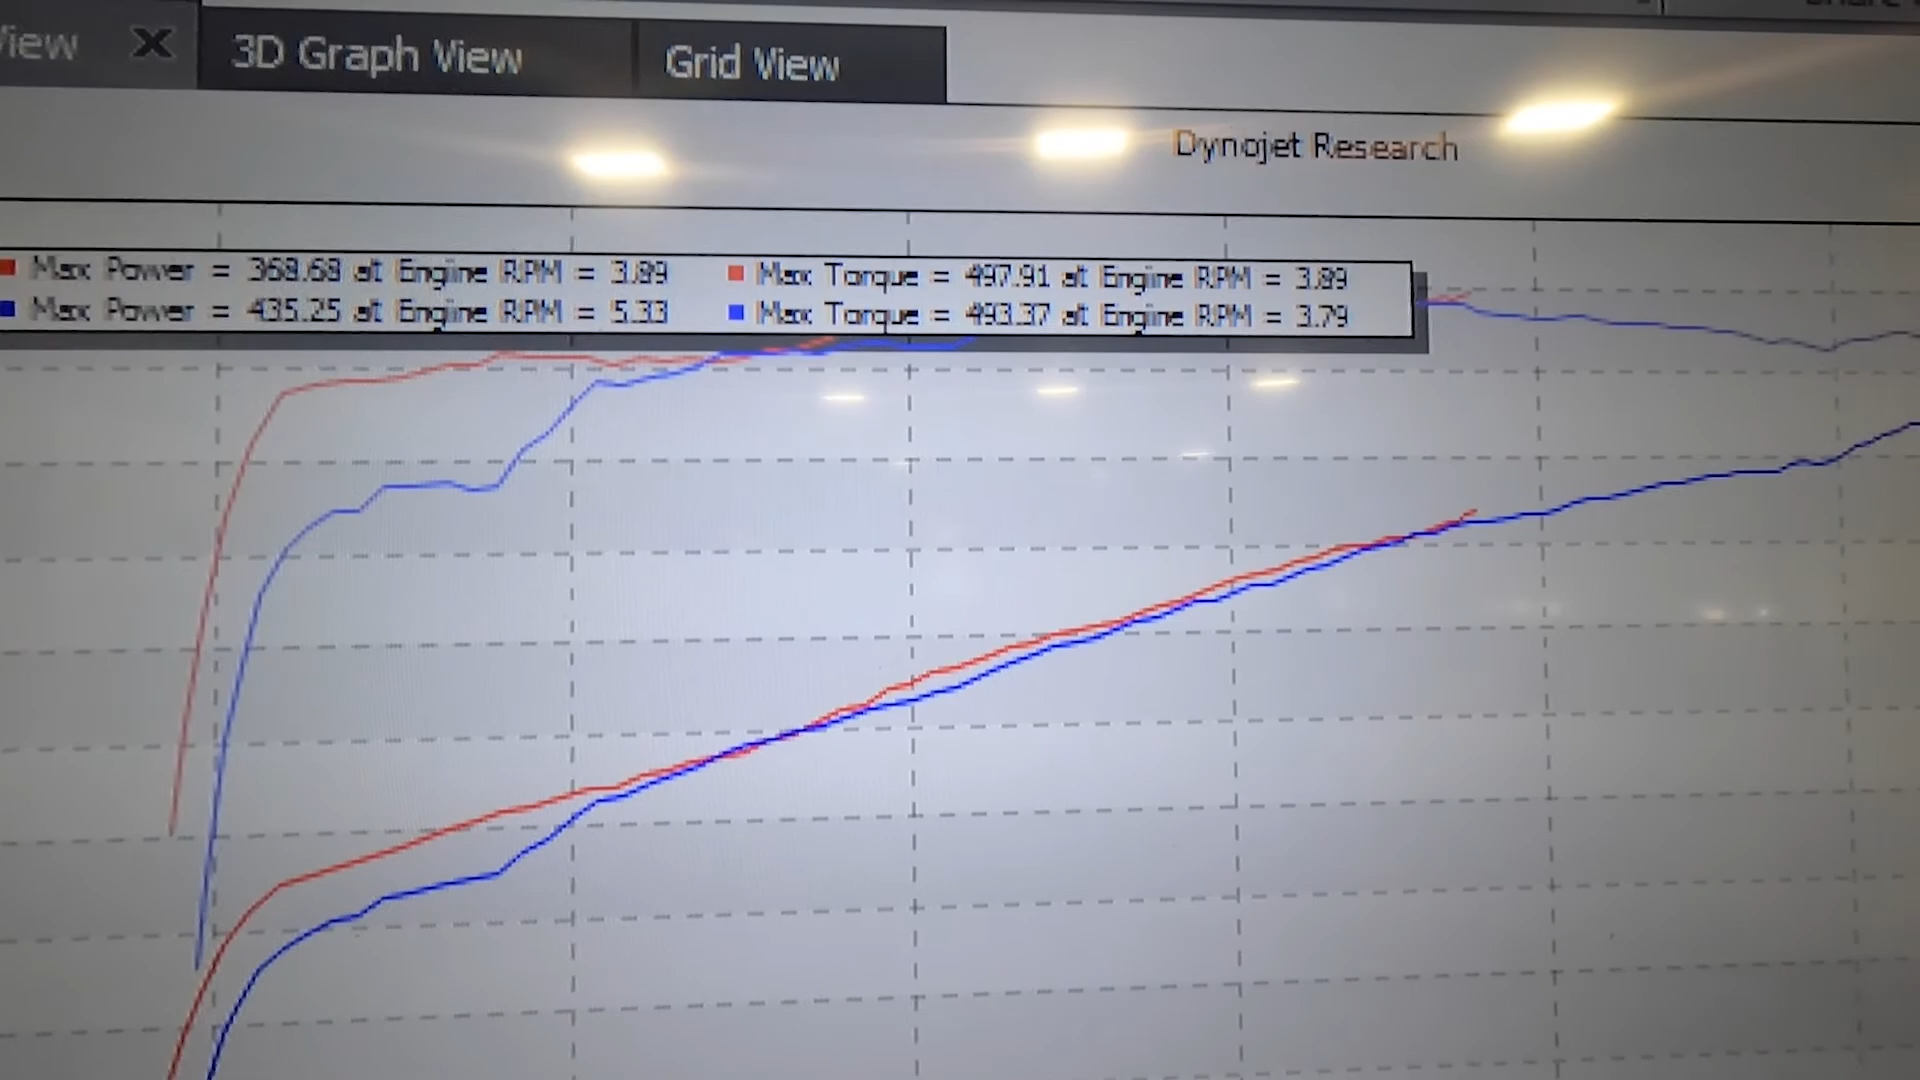 View X 3D Graph View Grid View
Dynojet Research
Max Power = 368.68 at Engine RPM = 3.89 Max Torque = 497.91 at Engine RPM = 3.89
Max Power = 435.25 at Engine RPM = 5.33 Max Torque = 493.37 at Engine RPM = 3.79